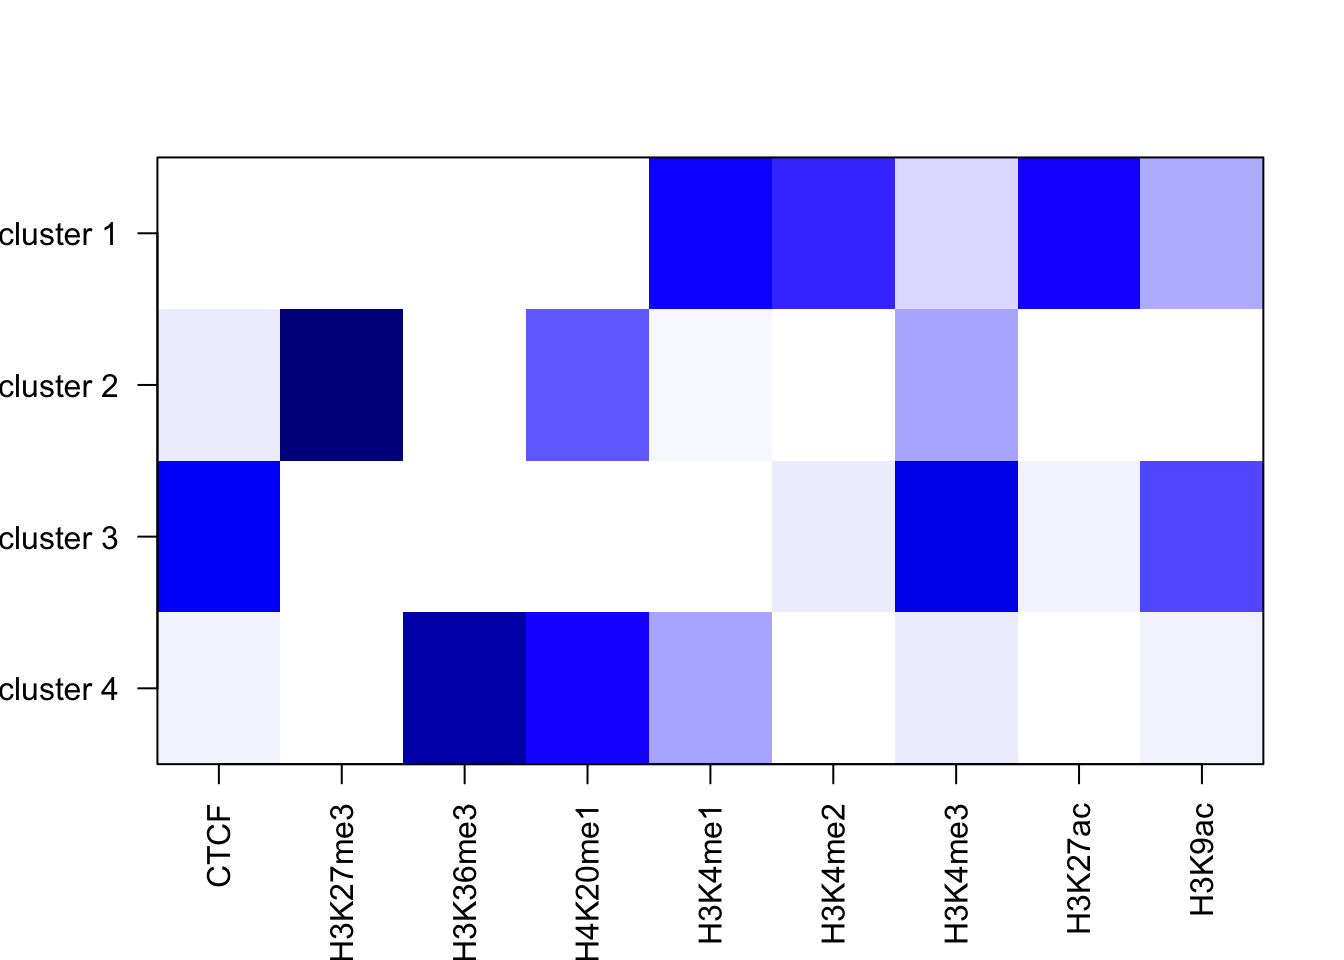 cluster 1
cluster 2
cluster 3
cluster 4
CTCF
H3K27me3
H3K36me3
H4K20me1
H3K4me1
H3K4me2
H3K4me3
H3K27ac
H3K9ac